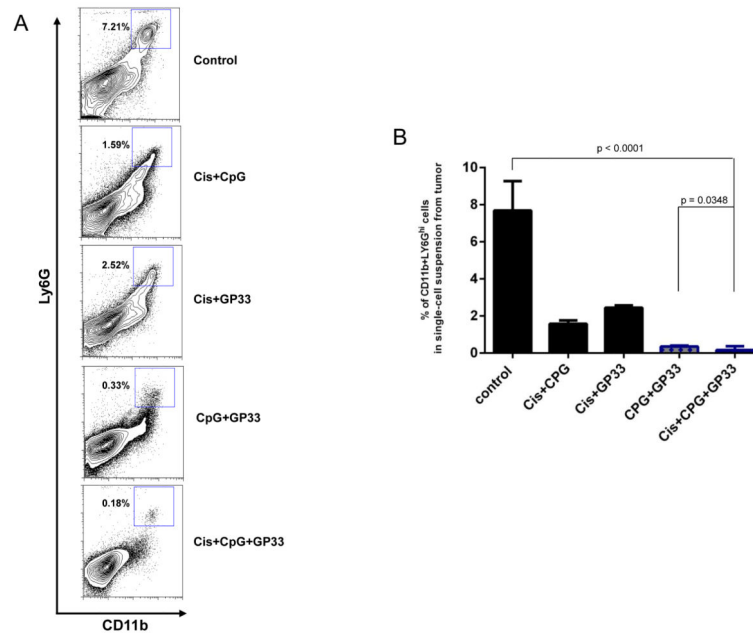 A
7.21%
Control
1.59%
Cis+CpG
2.52%
Cis+GP33
0.33%
CpG+GP33
0.18%
Cis+CpG+GP33
Ly6G
CD11b
B
p < 0.0001
p = 0.0348
% of CD11b+LY6G^hi cells
in single-cell suspension from tumor
10
8
6
4
2
0
control
Cis+CPG
Cis+GP33
CPG+GP33
Cis+CPG+GP33